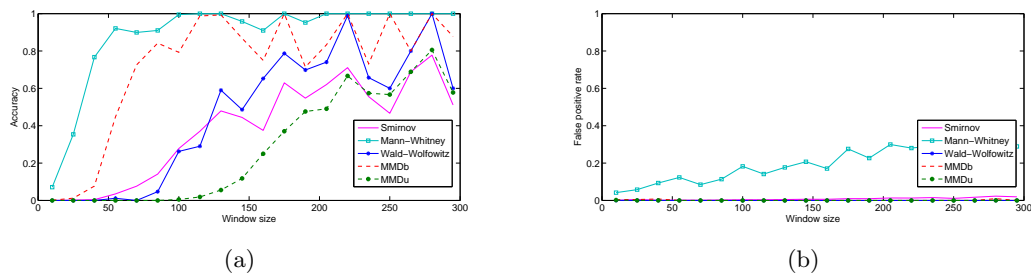 1
0.8
0.6
0.4
0.2
0
Accuracy
0 50 100 150 200 250 300
Window size
Smirnov
Mann−Whitney
Wald−Wolfowitz
MMDb
MMDu
(a)
1
0.8
0.6
0.4
0.2
0
False positive rate
0 50 100 150 200 250 300
Window size
Smirnov
Mann−Whitney
Wald−Wolfowitz
MMDb
MMDu
(b)